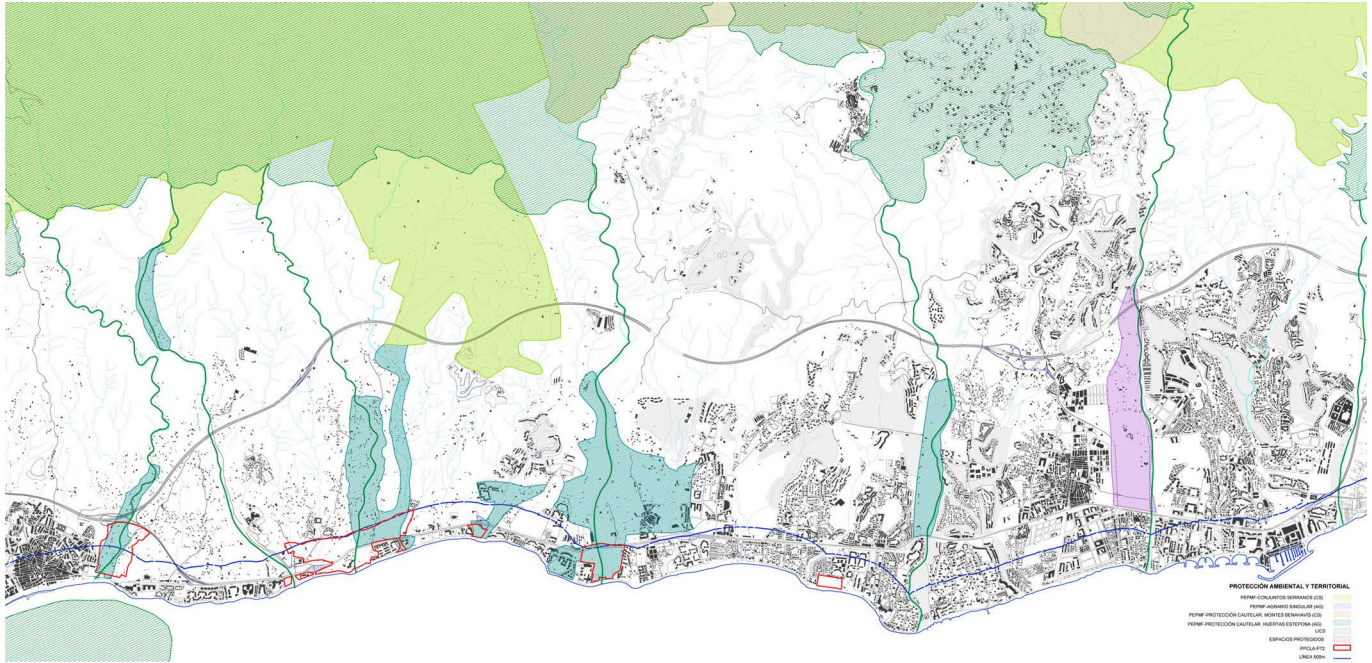 PROTECCIÓN AMBIENTAL Y TERRITORIAL
PEPMF-CONJUNTOS SERRANOS (CS)
PEPMF-AGRARIO SINGULAR (AG)
PEPMF-PROTECCIÓN CAUTELAR. MONTES BENAHAVÍS (CS)
PEPMF-PROTECCIÓN CAUTELAR. HUERTAS ESTEPONA (AG)
LICS
ESPACIOS PROTEGIDOS
PPCLA-PT2
LÍNEA 500m